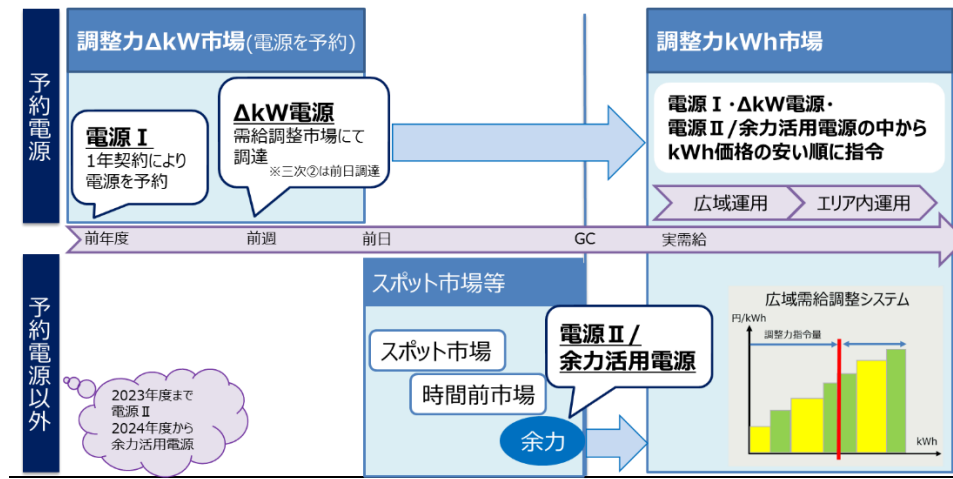 予約電源
調整力ΔkW市場(電源を予約)
電源Ⅰ
1年契約により
電源を予約
ΔkW電源
需給調整市場にて
調達
※三次②は前日調達
調整力kWh市場
電源Ⅰ・ΔkW電源・
電源Ⅱ/余力活用電源の中から
kWh価格の安い順に指令
広域運用
エリア内運用
前年度
前週
前日
GC
実需給
予約電源以外
2023年度まで
電源Ⅱ
2024年度から
余力活用電源
スポット市場等
スポット市場
時間前市場
余力
電源Ⅱ/
余力活用電源
広域需給調整システム
円/kWh
調整力指令量
kWh